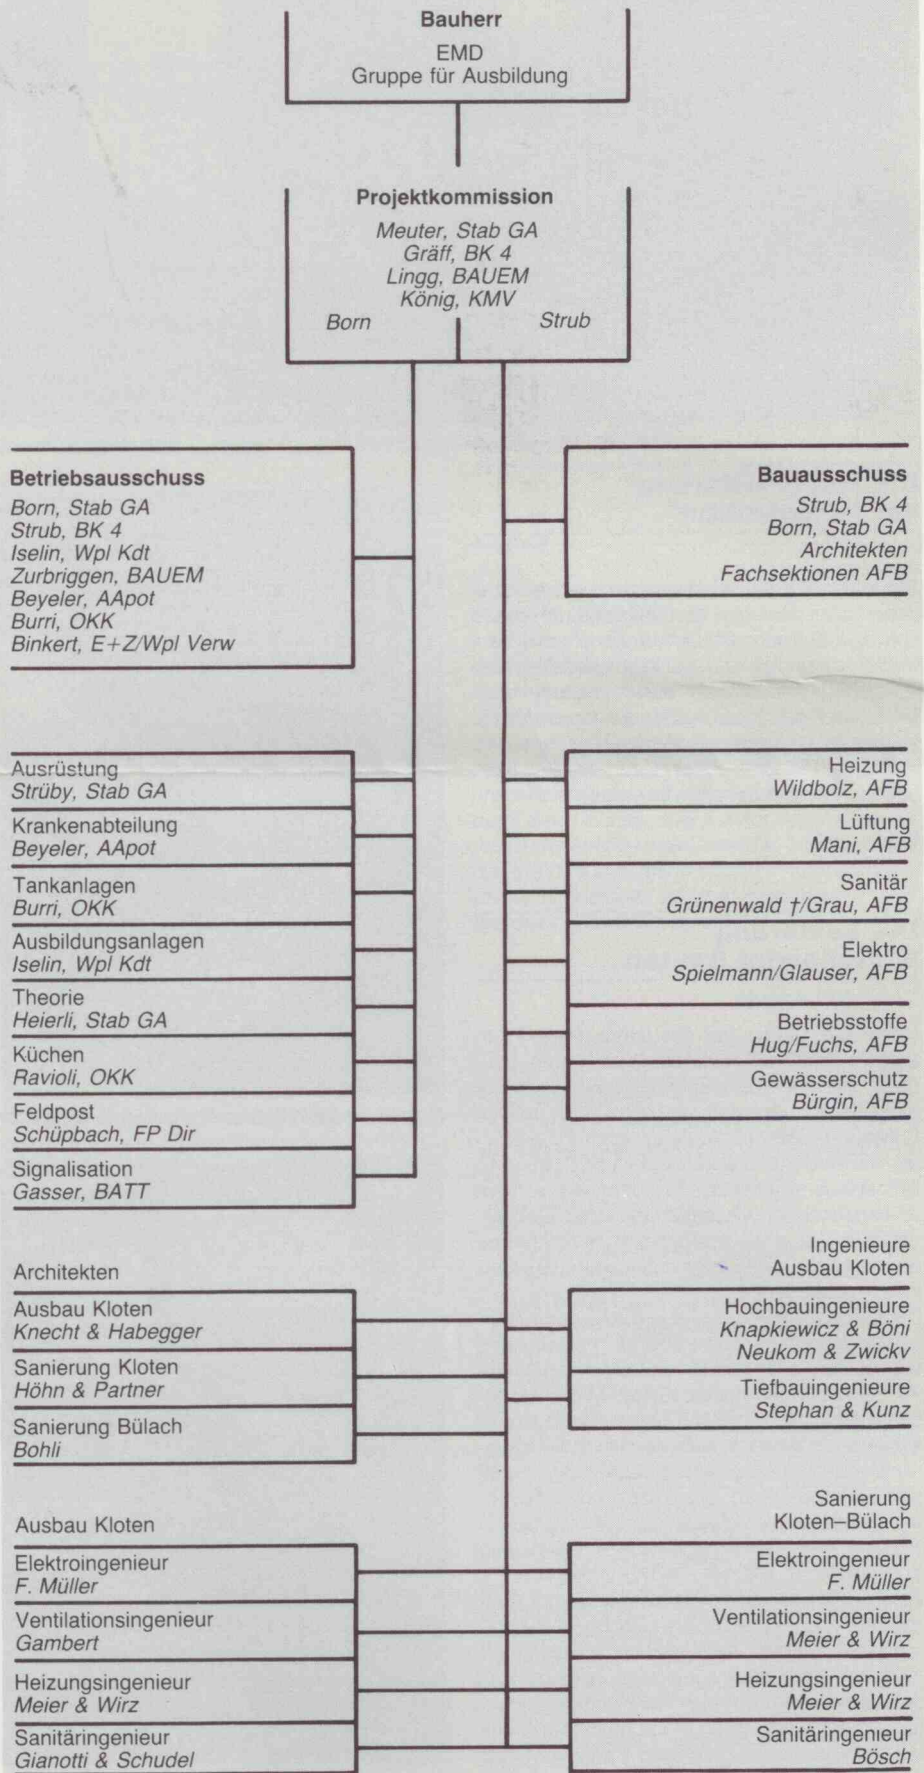 Bauherr
EMD
Gruppe für Ausbildung
Projektkommission
Meuter, Stab GA
Gräff, BK 4
Lingg, BAUEM
König, KMV
Born
Strub
Betriebsausschuss
Born, Stab GA
Strub, BK 4
Iselin, Wpl Kdt
Zurbriggen, BAUEM
Beyeler, AApot
Burri, OKK
Binkert, E+Z/Wpl Verw
Bauausschuss
Strub, BK 4
Born, Stab GA
Architekten
Fachsektionen AFB
Ausrüstung
Strüby, Stab GA
Krankenabteilung
Beyeler, AApot
Tankanlagen
Burri, OKK
Ausbildungsanlagen
Iselin, Wpl Kdt
Theorie
Heierli, Stab GA
Küchen
Ravioli, OKK
Feldpost
Schüpbach, FP Dir
Signalisation
Gasser, BATT
Heizung
Wildbolz, AFB
Lüftung
Mani, AFB
Sanitär
Grünenwald †/Grau, AFB
Elektro
Spielmann/Glauser, AFB
Betriebsstoffe
Hug/Fuchs, AFB
Gewässerschutz
Bürgin, AFB
Architekten
Ausbau Kloten
Knecht & Habegger
Sanierung Kloten
Höhn & Partner
Sanierung Bülach
Bohli
Ingenieure
Ausbau Kloten
Hochbauingenieure
Knapkiewicz & Böni
Neukom & Zwickv
Tiefbauingenieure
Stephan & Kunz
Ausbau Kloten
Elektroingenieur
F. Müller
Ventilationsingenieur
Gambert
Heizungsingenieur
Meier & Wirz
Sanitäringenieur
Gianotti & Schudel
Sanierung
Kloten–Bülach
Elektroingenieur
F. Müller
Ventilationsingenieur
Meier & Wirz
Heizungsingenieur
Meier & Wirz
Sanitäringenieur
Bösch